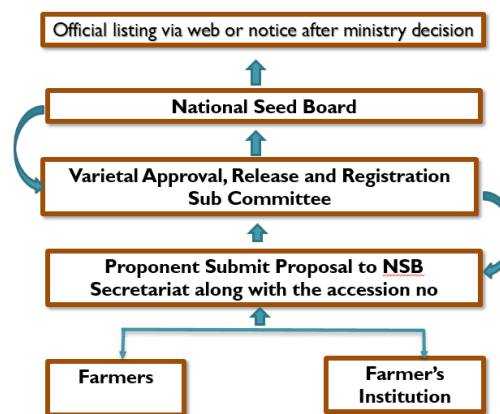 Official listing via web or notice after ministry decision
National Seed Board
Varietal Approval, Release and Registration
Sub Committee
Proponent Submit Proposal to NSB
Secretariat along with the accession no
Farmers
Farmer's
Institution